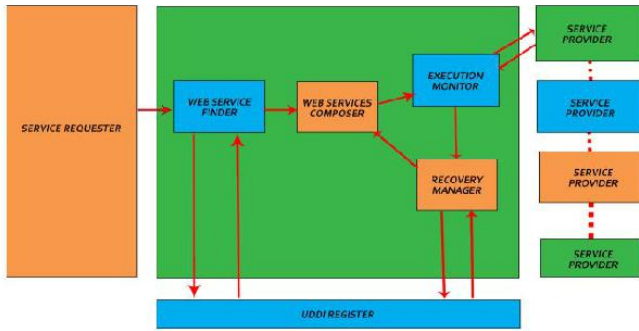 SERVICE REQUESTER
WEB SERVICE
FINDER
WEB SERVICES
COMPOSER
EXECUTION
MONITOR
RECOVERY
MANAGER
UDDI REGISTER
SERVICE
PROVIDER
SERVICE
PROVIDER
SERVICE
PROVIDER
SERVICE
PROVIDER